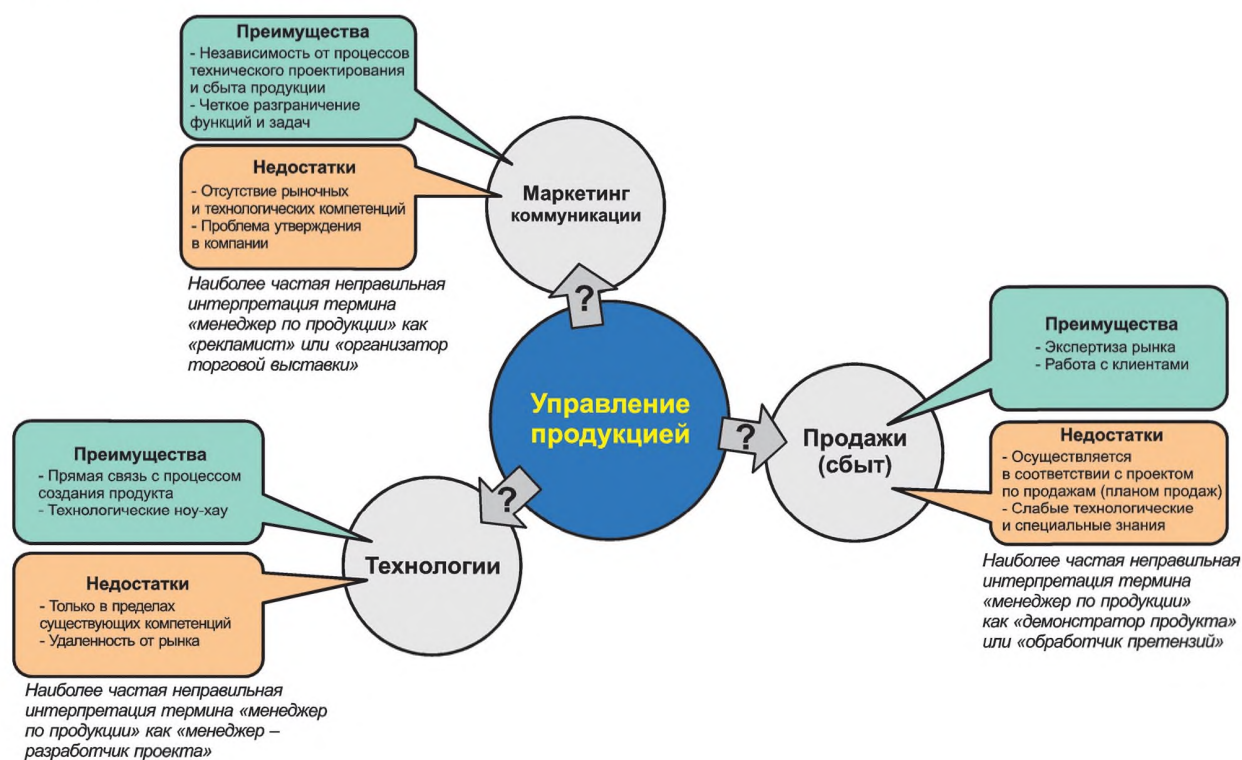 Преимущества
- Независимость от процессов
технического проектирования
и сбыта продукции
- Четкое разграничение
функций и задач
Недостатки
- Отсутствие рыночных
и технологических компетенций
- Проблема утверждения
в компании
Наиболее частая неправильная
интерпретация термина
«менеджер по продукции» как
«рекламист» или «организатор
торговой выставки»
Маркетинг
коммуникации
?
Управление
продукцией
?
Продажи
(сбыт)
Преимущества
- Экспертиза рынка
- Работа с клиентами
Недостатки
- Осуществляется
в соответствии с проектом
по продажам (планом продаж)
- Слабые технологические
и специальные знания
Наиболее частая неправильная
интерпретация термина
«менеджер по продукции»
как «демонстратор продукта»
или «обработчик претензий»
?
Технологии
Преимущества
- Прямая связь с процессом
создания продукта
- Технологические ноу-хау
Недостатки
- Только в пределах
существующих компетенций
- Удаленность от рынка
Наиболее частая неправильная
интерпретация термина «менеджер
по продукции» как «менеджер –
разработчик проекта»